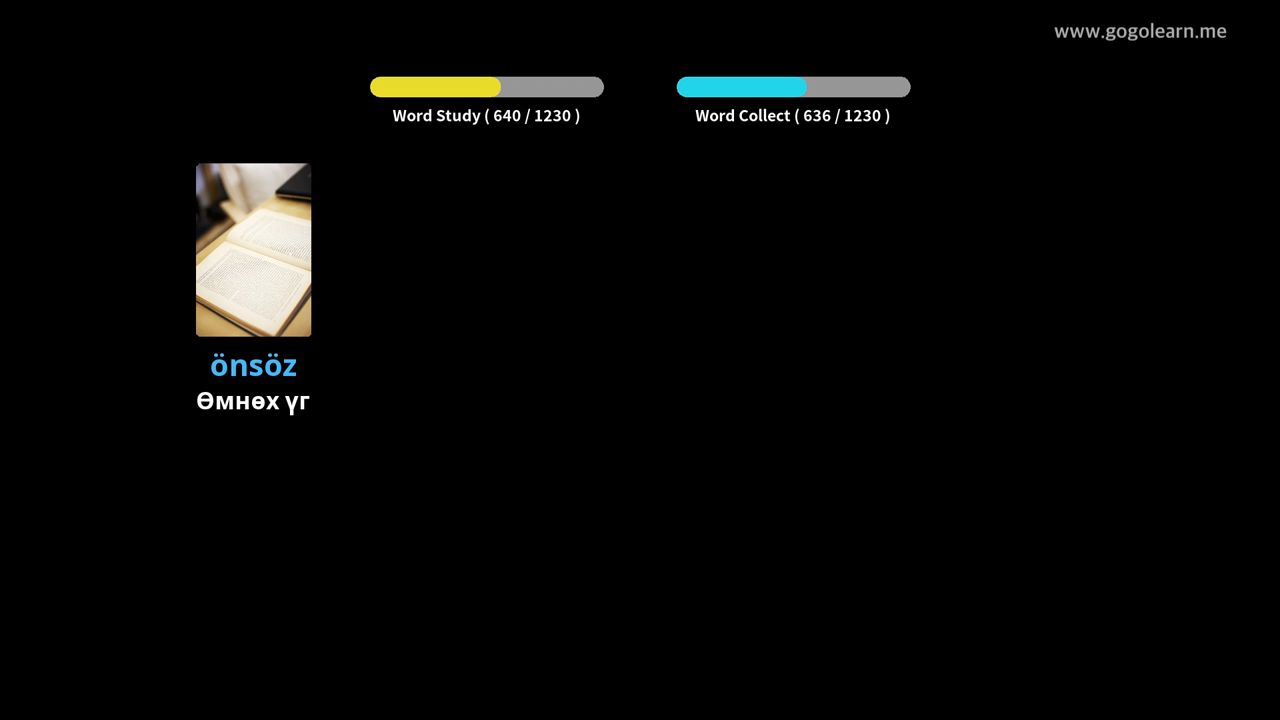 www.gogolearn.me
Word Study ( 640 / 1230 )
Word Collect ( 636 / 1230 )
önsöz
Өмнөх үг